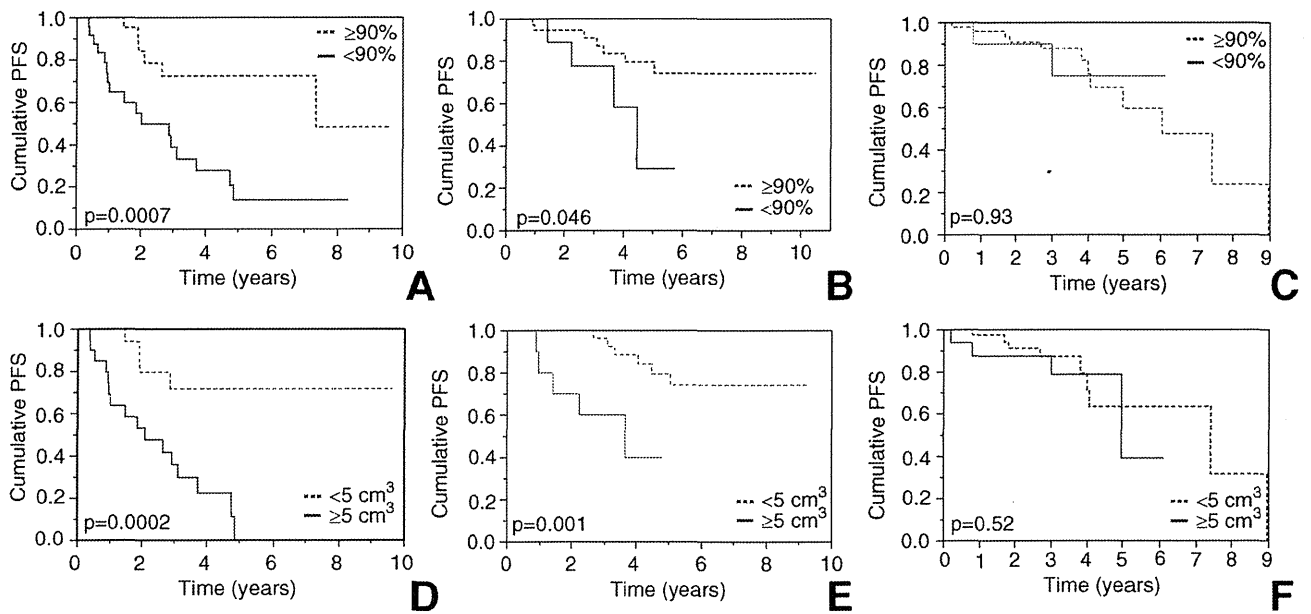 1.0
0.8
0.6
0.4
0.2
0.0
Cumulative PFS
≥90%
<90%
p=0.0007
2 4 6 8 10
Time (years)
A
1.0
0.8
0.6
0.4
0.2
0.0
Cumulative PFS
≥90%
<90%
p=0.046
0 2 4 6 8 10
Time (years)
B
1.0
0.8
0.6
0.4
0.2
0.0
Cumulative PFS
≥90%
<90%
p=0.93
0 1 2 3 4 5 6 7 8 9
Time (years)
C
1.0
0.8
0.6
0.4
0.2
0.0
Cumulative PFS
<5 cm³
≥5 cm³
p=0.0002
2 4 6 8 10
Time (years)
D
1.0
0.8
0.6
0.4
0.2
0.0
Cumulative PFS
<5 cm³
≥5 cm³
p=0.001
0 2 4 6 8 10
Time (years)
E
1.0
0.8
0.6
0.4
0.2
0.0
Cumulative PFS
<5 cm³
≥5 cm³
p=0.52
0 1 2 3 4 5 6 7 8 9
Time (years)
F